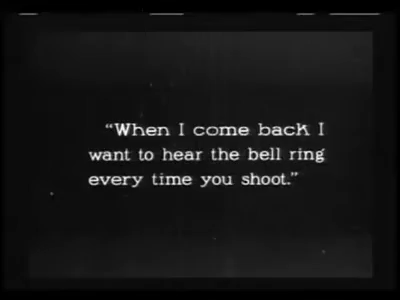 "When I come back I
want to hear the bell ring
every time you shoot."